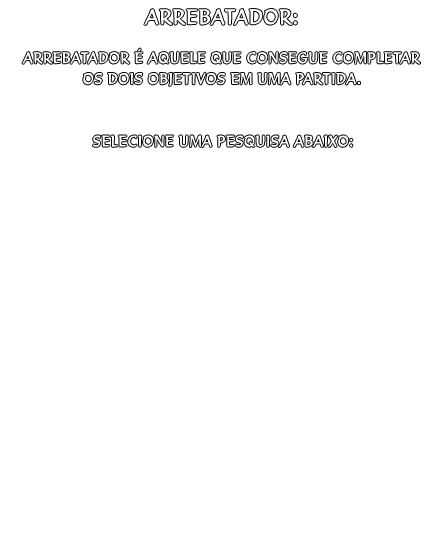 ARREBATADOR:
ARREBATADOR É AQUELE QUE CONSEGUE COMPLETAR
OS DOIS OBJETIVOS EM UMA PARTIDA.
SELECIONE UMA PESQUISA ABAIXO: